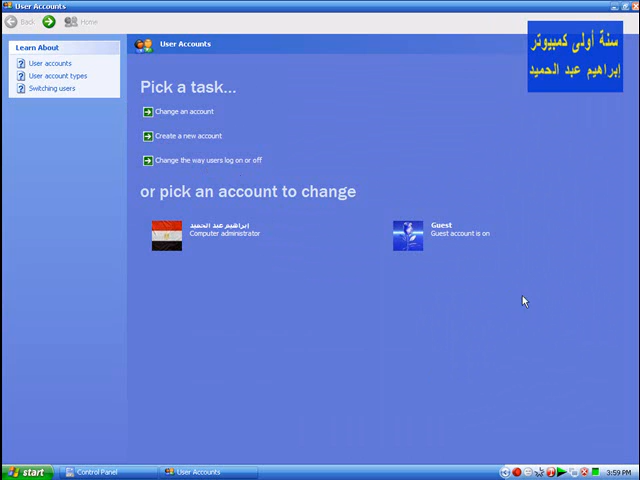 User Accounts
Back
Home
سنة أولى كمبيوتر
إبراهيم عبد الحميد
Learn About
User accounts
User account types
Switching users
User Accounts
Pick a task...
Change an account
Create a new account
Change the way users log on or off
or pick an account to change
إبراهيم عبد الحميد
Computer administrator
Guest
Guest account is on
start
Control Panel
User Accounts
3:59 PM